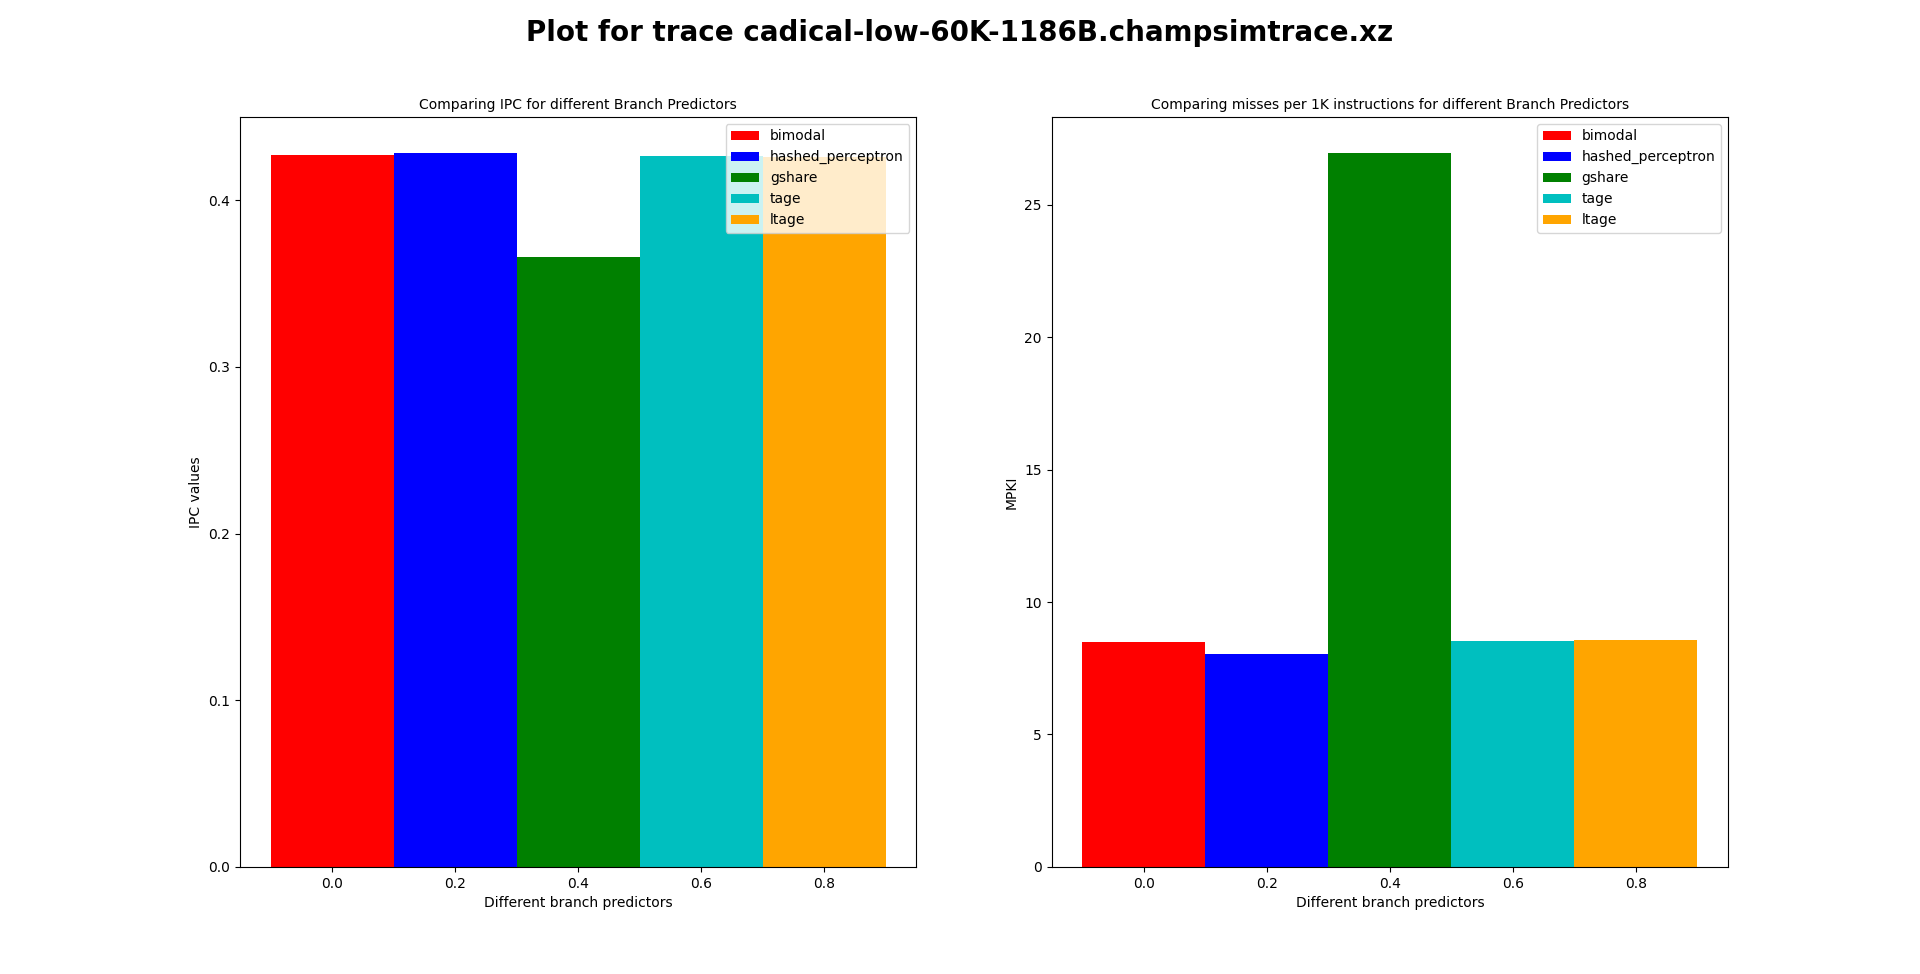 Plot for trace cadical-low-60K-1186B.champsimtrace.xz
Comparing IPC for different Branch Predictors
bimodal
hashed_perceptron
gshare
tage
ltage
0.4
0.3
0.2
0.1
0.0
IPC values
0.0 0.2 0.4 0.6 0.8
Different branch predictors
Comparing misses per 1K instructions for different Branch Predictors
bimodal
hashed_perceptron
gshare
tage
ltage
25
20
15
10
5
0
MPKI
0.0 0.2 0.4 0.6 0.8
Different branch predictors